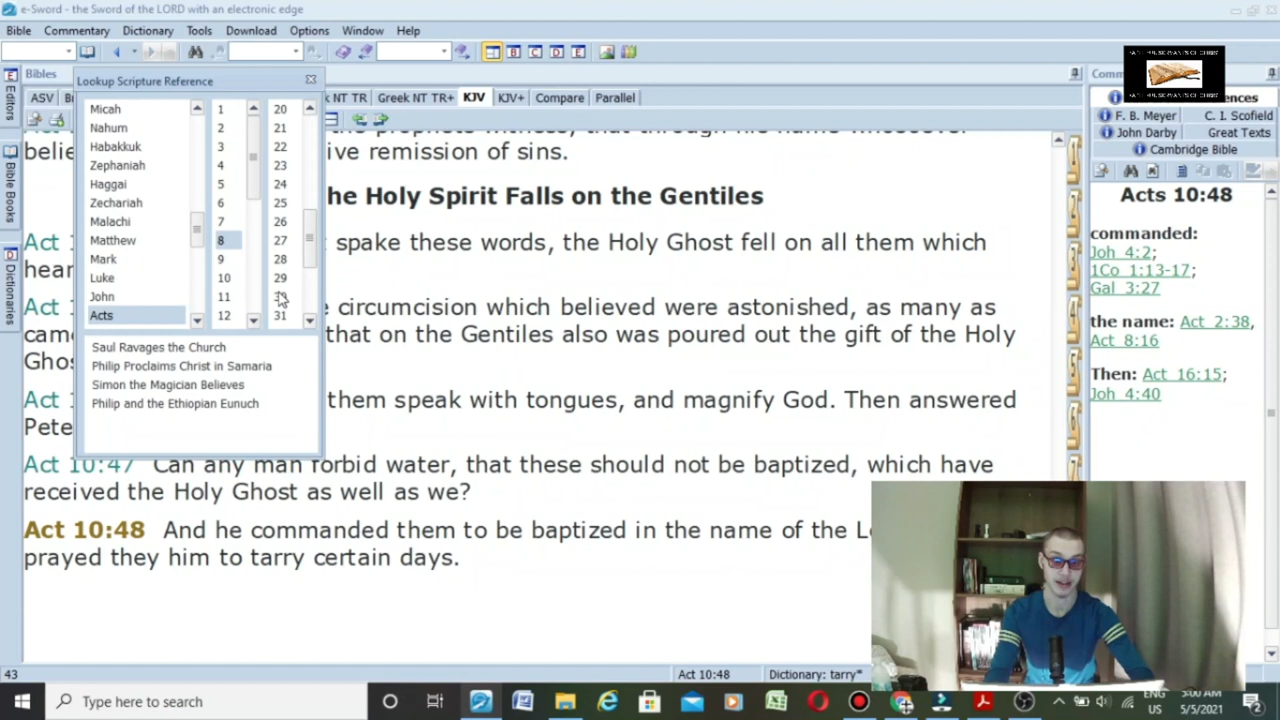 e-Sword - the Sword of the LORD with an electronic edge
Bible Commentary Dictionary Tools Download Options Window Help
Bibles
Lookup Scripture Reference
ASV
NT TR Greek NT TR+ KJV KJV+ Compare Parallel
Editors
Bible Books
Dictionaries
Micah 1 20
Nahum 2 21
Habakkuk 3 22
Zephaniah 4 23
Haggai 5 24
Zechariah 6 25
Malachi 7 26
Matthew 8 27
Mark 9 28
Luke 10 29
John 11
Acts 12 31
Saul Ravages the Church
Philip Proclaims Christ in Samaria
Simon the Magician Believes
Philip and the Ethiopian Eunuch
remission of sins.
Holy Spirit Falls on the Gentiles
spake these words, the Holy Ghost fell on all them which
circumcision which believed were astonished, as many as
that on the Gentiles also was poured out the gift of the Holy
them speak with tongues, and magnify God. Then answered
Act 10:47 Can any man forbid water, that these should not be baptized, which have
received the Holy Ghost as well as we?
Act 10:48 And he commanded them to be baptized in the name of the
prayed they him to tarry certain days.
F. B. Meyer C. I. Scofield
John Darby Great Texts
Cambridge Bible
Acts 10:48
commanded:
Joh 4:2;
1Co 1:13-17;
Gal 3:27
the name: Act 2:38,
Act 8:16
Then: Act 16:15;
Joh 4:40
43 Act 10:48 Dictionary: tarry*
Type here to search
ENG
US
5:00 AM
5/5/2021
2